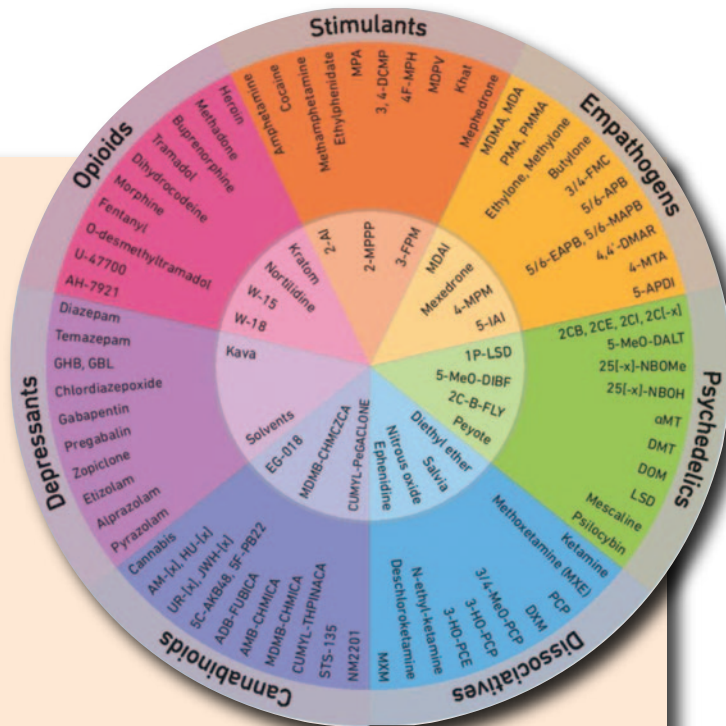 Stimulants
Amphetamine
Cocaine
Methamphetamine
Ethylphenidate
MPA
3, 4-DCMP
4F-MPH
MDPV
Khat
Mephedrone
2-AI
2-MPPP
3-FPM
Empathogens
MDMA, MDA
PMA, PMMA
Ethylone, Methylone
Butylone
3/4-FMC
5/6-APB
5/6-EAPB, 5/6-MAPB
4,4'-DMAR
4-MTA
5-APDI
MDAI
Mexedrone
4-MPM
5-IAI
Psychedelics
2CB, 2CE, 2CI, 2C[-x]
5-MeO-DALT
25[-x]-NBOMe
25[-x]-NBOH
αMT
DMT
DOM
LSD
Mescaline
Psilocybin
1P-LSD
5-MeO-DIBF
2C-B-FLY
Peyote
Dissociatives
Ketamine
Methoxetamine (MXE)
PCP
DXM
3/4-MeO-PCP
3-HO-PCP
3-HO-PCE
N-ethyl-ketamine
Deschloroketamine
MXM
Diethyl ether
Salvia
Nitrous oxide
Ephenidine
Cannabinoids
Cannabis
AM-[x], HU-[x]
UR-[x], JWH-[x]
5C-AKB48, 5F-PB22
ADB-FUBICA
AMB-CHMICA
MDMB-CHMICA
CUMYL-THPINACA
STS-135
NM2201
EG-018
MDMB-CHMCZCA
CUMYL-PeGACLONE
Depressants
Diazepam
Temazepam
GHB, GBL
Chlordiazepoxide
Gabapentin
Pregabalin
Zopiclone
Etizolam
Alprazolam
Pyrazolam
Kava
Solvents
Opioids
Heroin
Methadone
Buprenorphine
Tramadol
Dihydrocodeine
Morphine
Fentanyl
O-desmethyltramadol
U-47700
AH-7921
Kratom
Nortilidine
W-15
W-18